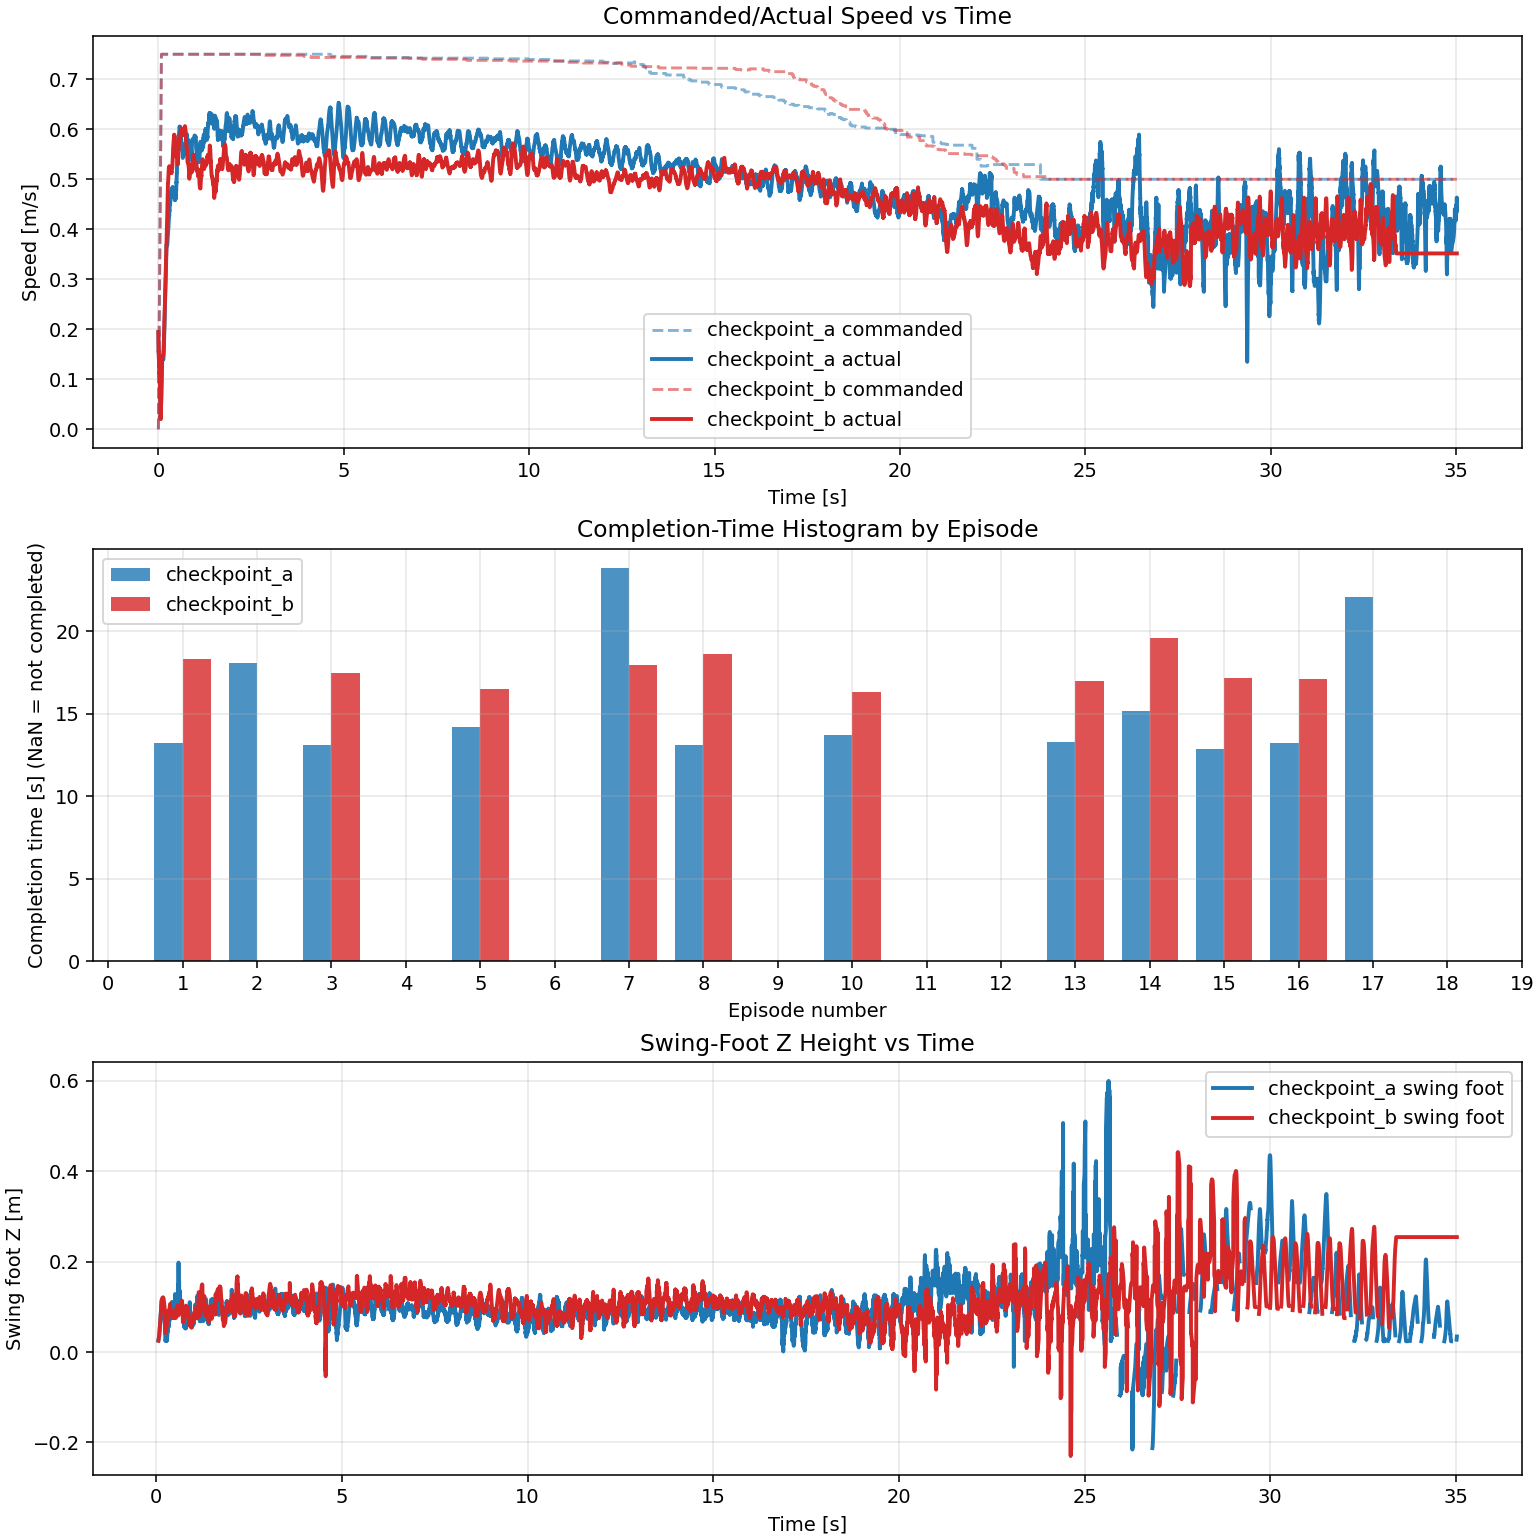 Commanded/Actual Speed vs Time
Speed [m/s]
0.7
0.6
0.5
0.4
0.3
0.2
0.1
0.0
checkpoint_a commanded
checkpoint_a actual
checkpoint_b commanded
checkpoint_b actual
0 5 10 15 20 25 30 35
Time [s]
Completion-Time Histogram by Episode
Completion time [s] (NaN = not completed)
checkpoint_a
checkpoint_b
20
15
10
5
0
0 1 2 3 4 5 6 7 8 9 10 11 12 13 14 15 16 17 18 19
Episode number
Swing-Foot Z Height vs Time
Swing foot Z [m]
checkpoint_a swing foot
checkpoint_b swing foot
0.6
0.4
0.2
0.0
−0.2
0 5 10 15 20 25 30 35
Time [s]